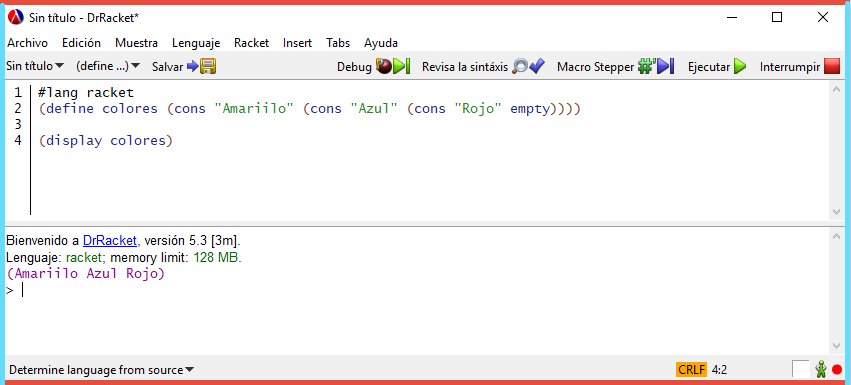 Sin título - DrRacket*
Archivo Edición Muestra Lenguaje Racket Insert Tabs Ayuda
Sin título (define ...) Salvar Debug Revisa la sintáxis Macro Stepper Ejecutar Interrumpir
1 #lang racket
2 (define colores (cons "Amariilo" (cons "Azul" (cons "Rojo" empty))))
3
4 (display colores)
Bienvenido a DrRacket, versión 5.3 [3m].
Lenguaje: racket; memory limit: 128 MB.
(Amariilo Azul Rojo)
>
Determine language from source CRLF 4:2